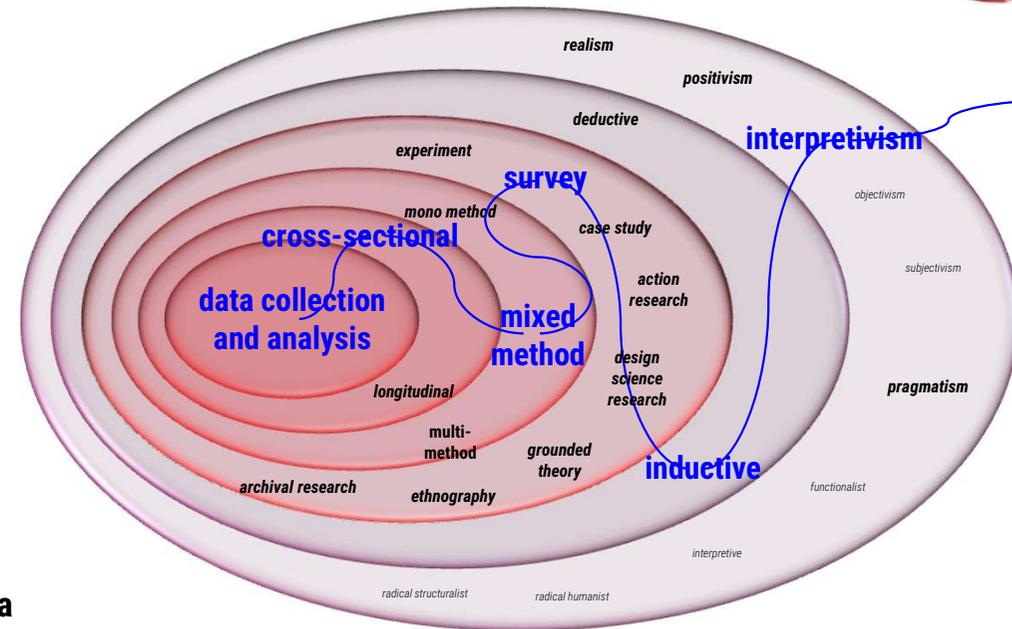 realism
positivism
deductive
interpretivism
experiment
survey
objectivism
mono method
case study
cross-sectional
subjectivism
action
research
data collection
and analysis
mixed
method
design
science
research
pragmatism
longitudinal
multi-
method
grounded
theory
inductive
archival research
ethnography
functionalist
interpretive
radical structuralist
radical humanist
a